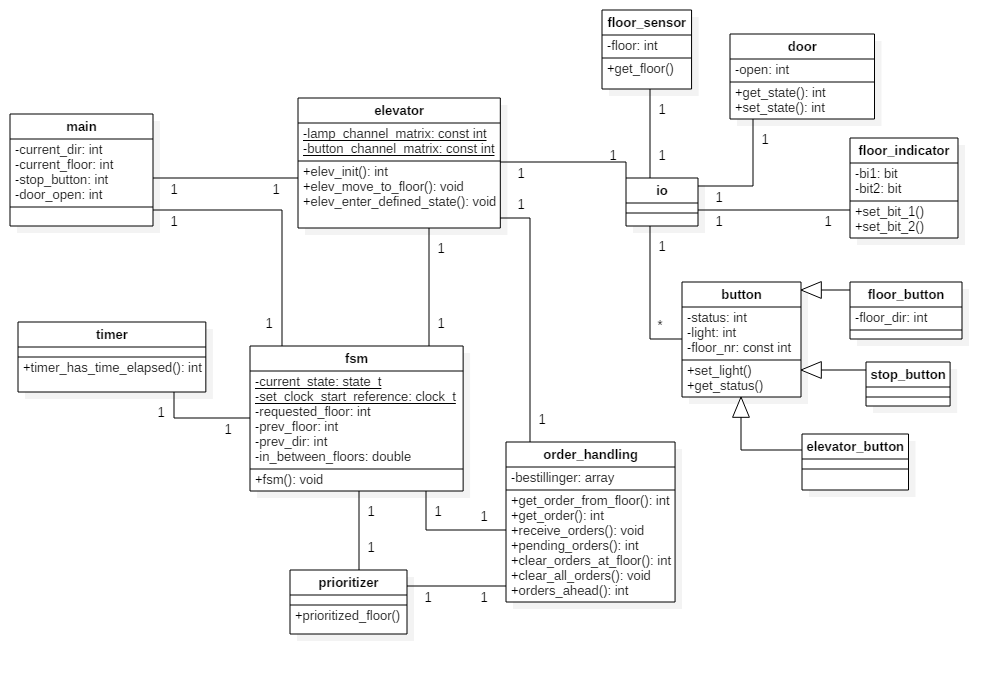 floor_sensor
-floor: int
+get_floor()
door
-open: int
+get_state(): int
+set_state(): int
1
1
1
elevator
-lamp_channel_matrix: const int
-button_channel_matrix: const int
+elev_init(): int
+elev_move_to_floor(): void
+elev_enter_defined_state(): void
main
-current_dir: int
-current_floor: int
-stop_button: int
-door_open: int
1
1
1
1
1
1
io
1
1
1
1
floor_indicator
-bi1: bit
-bit2: bit
+set_bit_1()
+set_bit_2()
1
1
1
*
button
-status: int
-light: int
-floor_nr: const int
+set_light()
+get_status()
floor_button
-floor_dir: int
stop_button
elevator_button
timer
+timer_has_time_elapsed(): int
1
1
fsm
-current_state: state_t
-set_clock_start_reference: clock_t
-requested_floor: int
-prev_floor: int
-prev_dir: int
-in_between_floors: double
+fsm(): void
1
order_handling
-bestillinger: array
+get_order_from_floor(): int
+get_order(): int
+receive_orders(): void
+pending_orders(): int
+clear_orders_at_floor(): int
+clear_all_orders(): void
+orders_ahead(): int
1
1
1
1
prioritizer
+prioritized_floor()
1
1